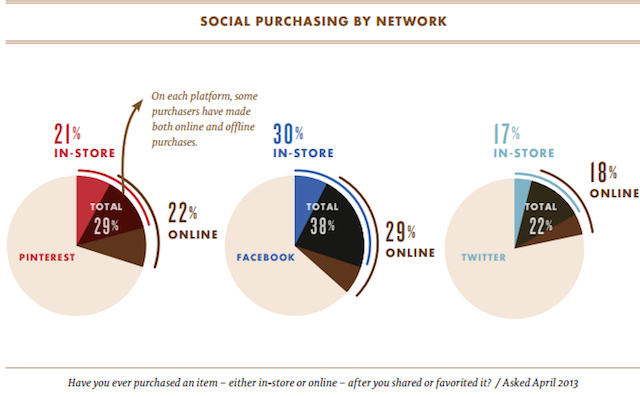 SOCIAL PURCHASING BY NETWORK
On each platform, some
purchasers have made
both online and offline
purchases.
21%
IN-STORE
TOTAL
29%
22%
ONLINE
PINTEREST
30%
IN-STORE
TOTAL
38%
29%
ONLINE
FACEBOOK
17%
IN-STORE
TOTAL
22%
18%
ONLINE
TWITTER
Have you ever purchased an item – either in-store or online – after you shared or favorited it? / Asked April 2013